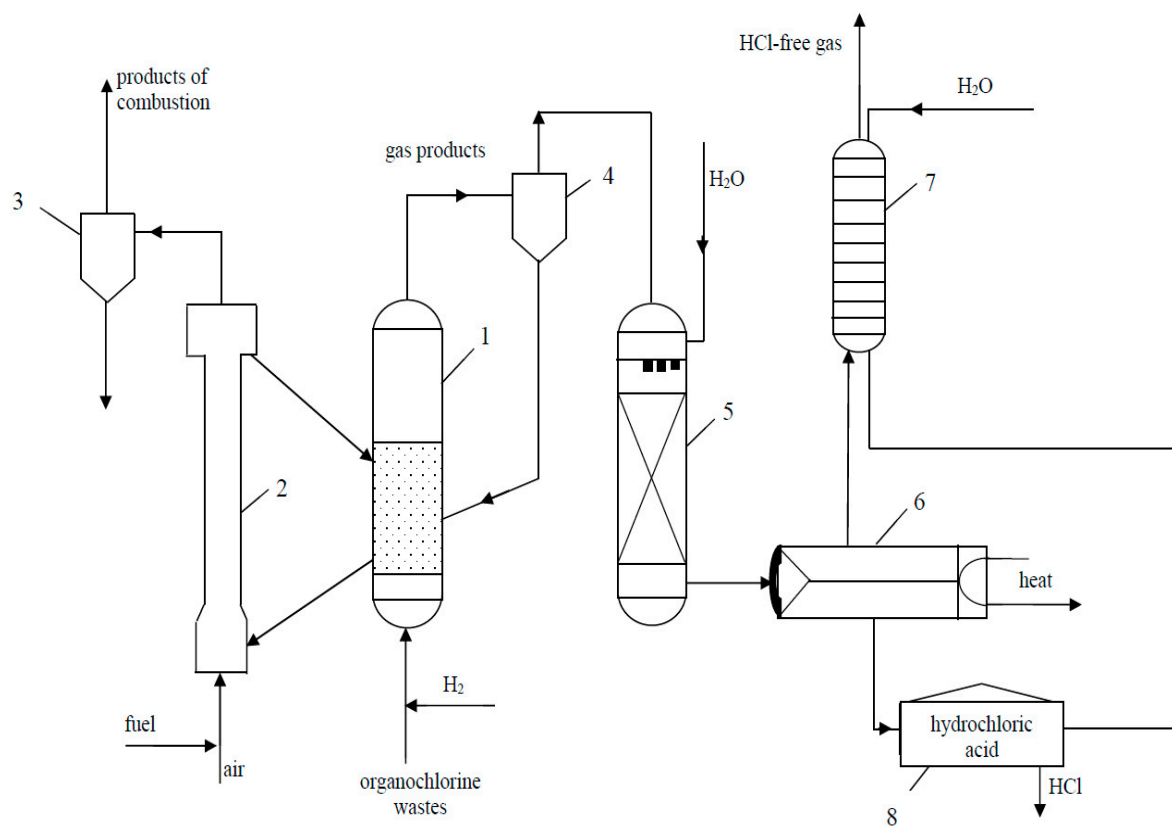 HCl-free gas
products of
combustion
H₂O
gas products
3
4
H₂O
7
1
5
2
6
heat
H₂
fuel
hydrochloric
acid
air
organochlorine
wastes
HCl
8